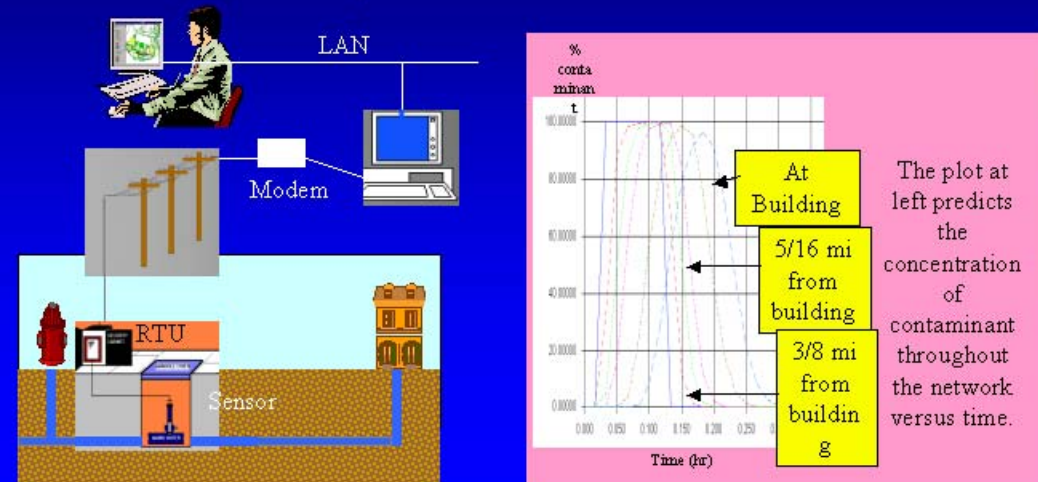 LAN
Modem
RTU
Sensor
%
conta
minan
t
100.00000
80.00000
60.00000
40.00000
20.00000
0.00000
0.000 0.050 0.100 0.150 0.200 0.250
Time (hr)
At
Building
5/16 mi
from
building
3/8 mi
from
buildin
g
The plot at
left predicts
the
concentration
of
contaminant
throughout
the network
versus time.